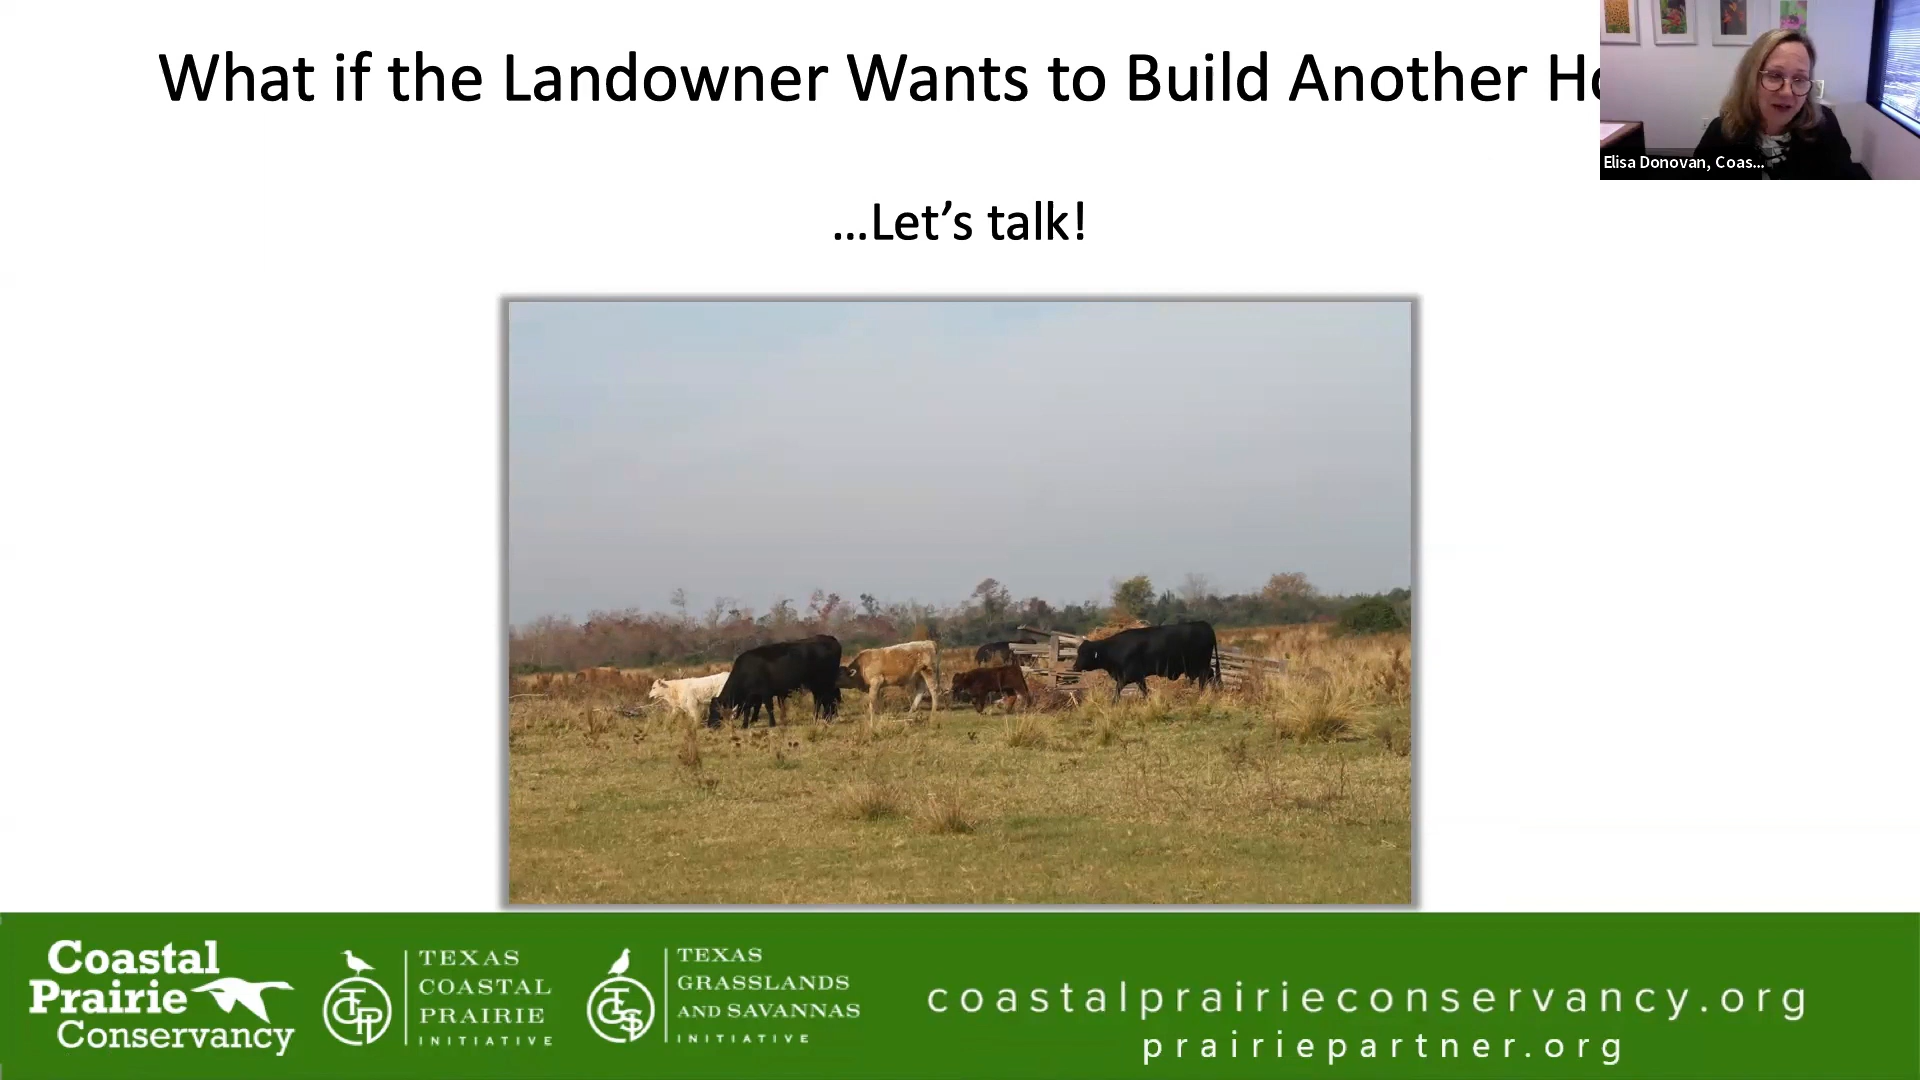 What if the Landowner Wants to Build Another
Elisa Donovan, Coas...
...Let's talk!
Coastal
Prairie
Conservancy
TEXAS
COASTAL
PRAIRIE
INITIATIVE
TEXAS
GRASSLANDS
AND SAVANNAS
INITIATIVE
coastalprairieconservancy.org
prairiepartner.org